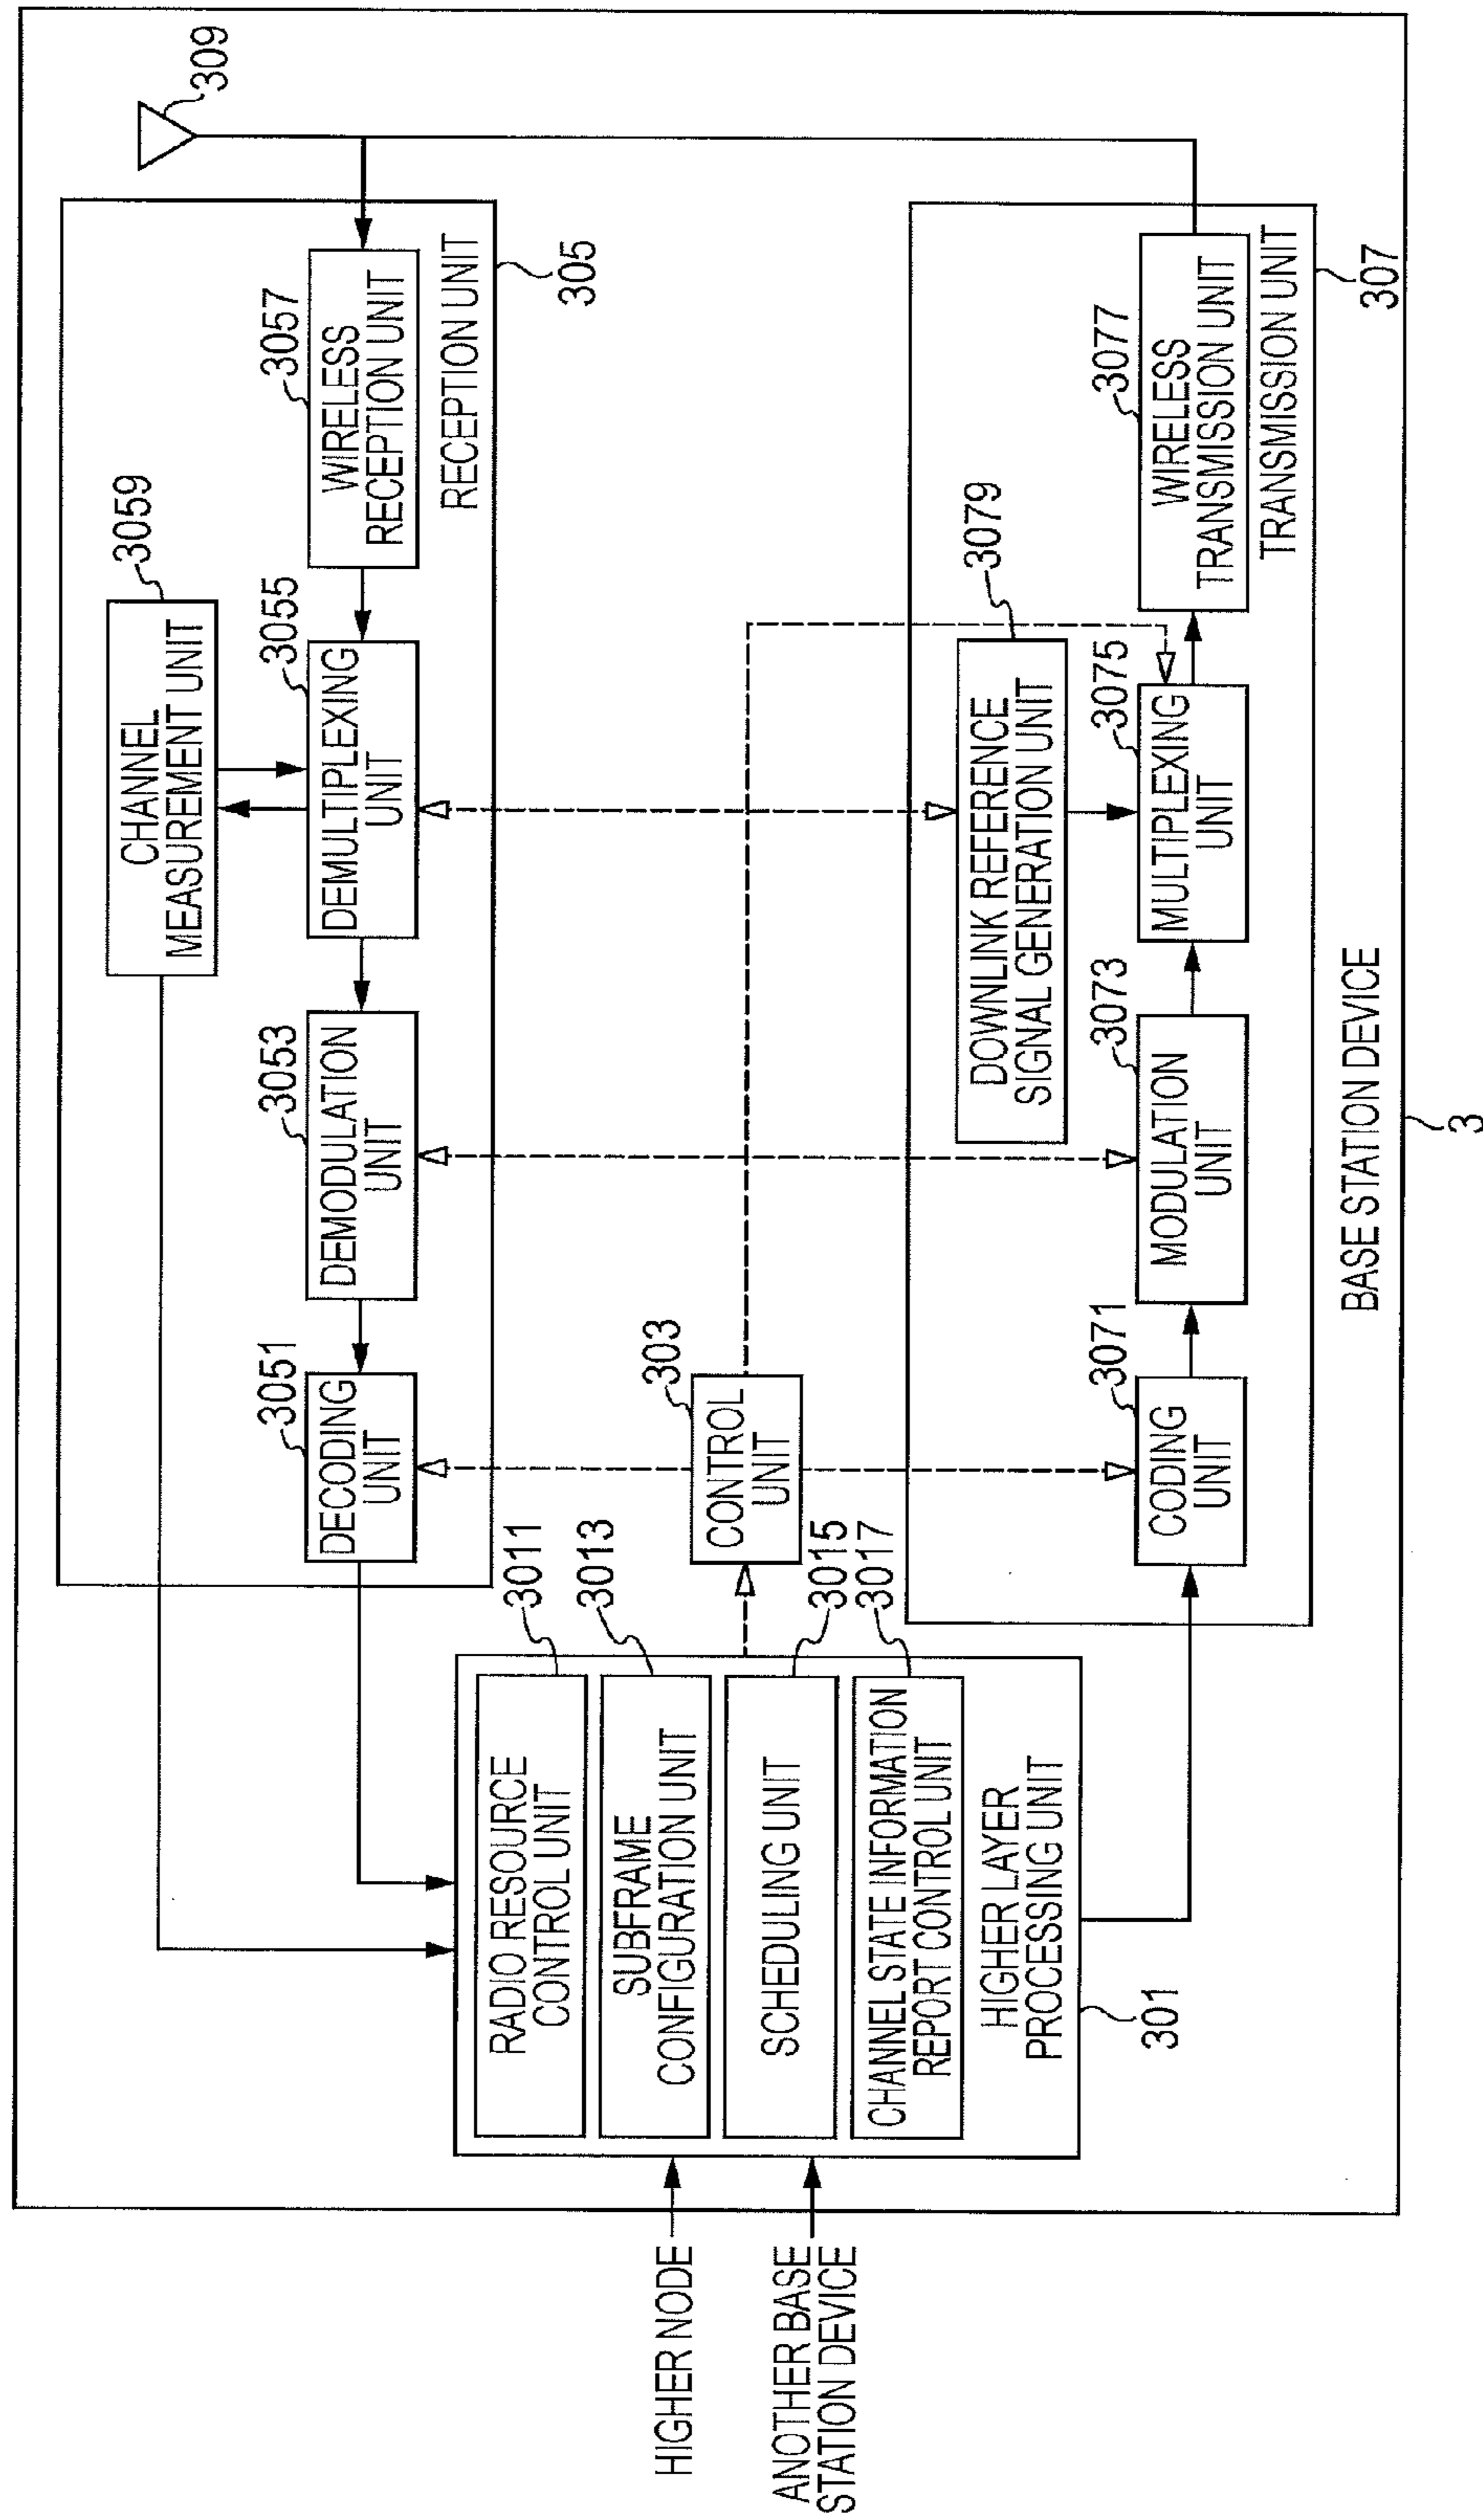 309
3059
CHANNEL
MEASUREMENT UNIT
3051
DECODING
UNIT
3053
DEMODULATION
UNIT
3055
DEMULTIPLEXING
UNIT
3057
WIRELESS
RECEPTION UNIT
RECEPTION UNIT
305
HIGHER NODE
ANOTHER BASE
STATION DEVICE
RADIO RESOURCE
CONTROL UNIT
3011
SUBFRAME
CONFIGURATION UNIT
3013
SCHEDULING UNIT
3015
CHANNEL STATE INFORMATION
REPORT CONTROL UNIT
3017
HIGHER LAYER
PROCESSING UNIT
301
303
CONTROL
UNIT
3079
DOWNLINK REFERENCE
SIGNAL GENERATION UNIT
3071
CODING
UNIT
3073
MODULATION
UNIT
3075
MULTIPLEXING
UNIT
3077
WIRELESS
TRANSMISSION UNIT
TRANSMISSION UNIT
307
BASE STATION DEVICE
3